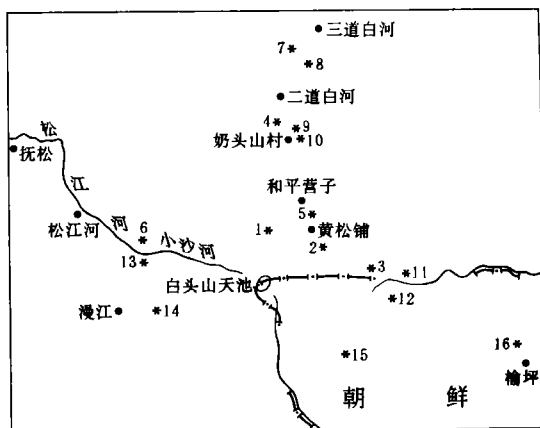 三道白河
7
8
二道白河
4
9
奶头山村
10
松
抚松
江
和平营子
松江河
河
6
小沙河
5
1
黄松铺
2
13
3
11
白头山天池
12
漫江
14
15
16
榆坪
朝 鲜